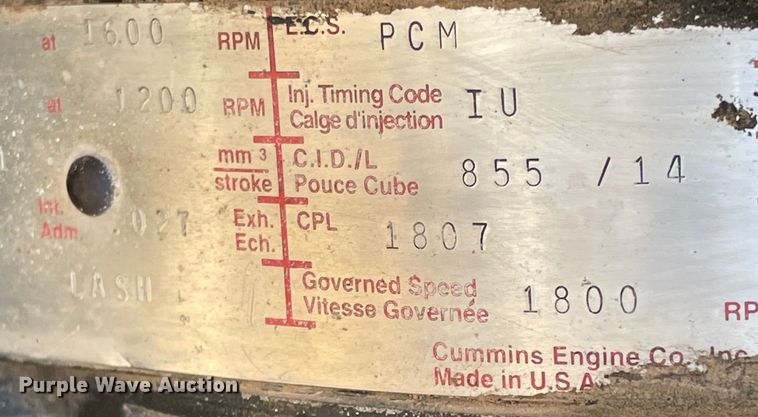 at 1600 RPM E.C.S. PCM
at 1200 RPM Inj. Timing Code IU
Calge d'injection
mm³ C.I.D./L 855 /14
stroke Pouce Cube
Int. .027 Exh. CPL 1807
Adm. Ech.
LASH Governed Speed 1800 RP
Vitesse Governée
Cummins Engine Co. Inc
Made in U.S.A.
Purple Wave Auction